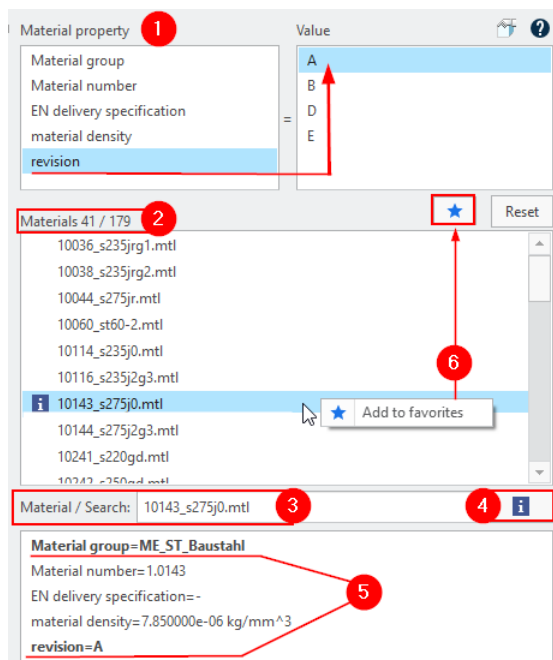 Material property 1 Value ?
Material group A
Material number B
EN delivery specification = D
material density E
revision
Materials 41 / 179 2 Reset
10036_s235jrg1.mtl
10038_s235jrg2.mtl
10044_s275jr.mtl
10060_st60-2.mtl
10114_s235j0.mtl
6
10116_s235j2g3.mtl
i 10143_s275j0.mtl
Add to favorites
10144_s275j2g3.mtl
10241_s220gd.mtl
10242_s250gd.mtl
Material / Search: 10143_s275j0.mtl 3 4 i
Material group=ME_ST_Baustahl
Material number=1.0143
EN delivery specification=- 5
material density=7.850000e-06 kg/mm^3
revision=A